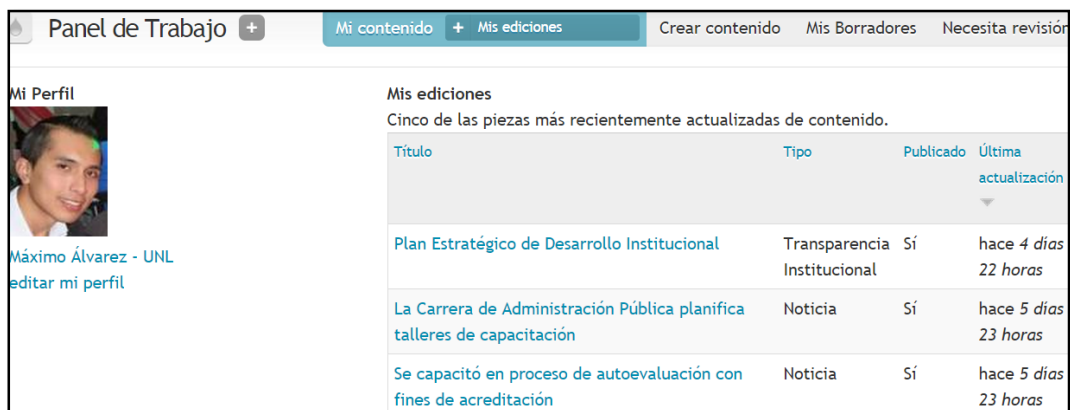 Panel de Trabajo +
Mi contenido + Mis ediciones Crear contenido Mis Borradores Necesita revisión
Mi Perfil
Máximo Álvarez - UNL
editar mi perfil
Mis ediciones
Cinco de las piezas más recientemente actualizadas de contenido.
Título Tipo Publicado Última
actualización
Plan Estratégico de Desarrollo Institucional Transparencia Sí hace 4 días
Institucional 22 horas
La Carrera de Administración Pública planifica Noticia Sí hace 5 días
talleres de capacitación 23 horas
Se capacitó en proceso de autoevaluación con Noticia Sí hace 5 días
fines de acreditación 23 horas